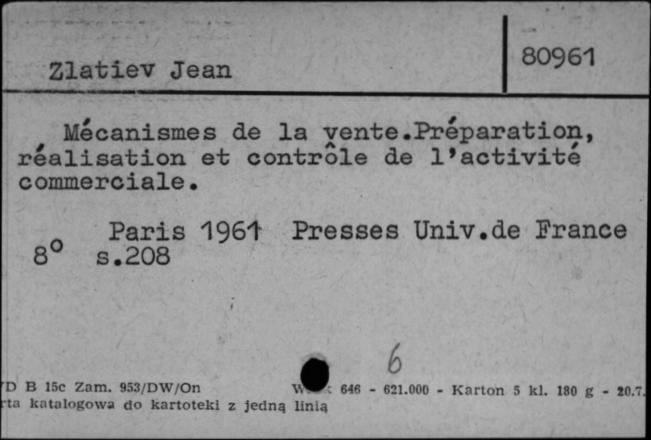 Zlatiev Jean
80961
Mécanismes de la vente.Préparation,
réalisation et contrôle de l'activité
commerciale.
Paris 1961 Presses Univ.de France
8° s.208
6
D B 15c Zam. 953/DW/On 646 - 621.000 - Karton 5 kl. 180 g - 20.7.
rta katalogowa do kartoteki z jedną linią